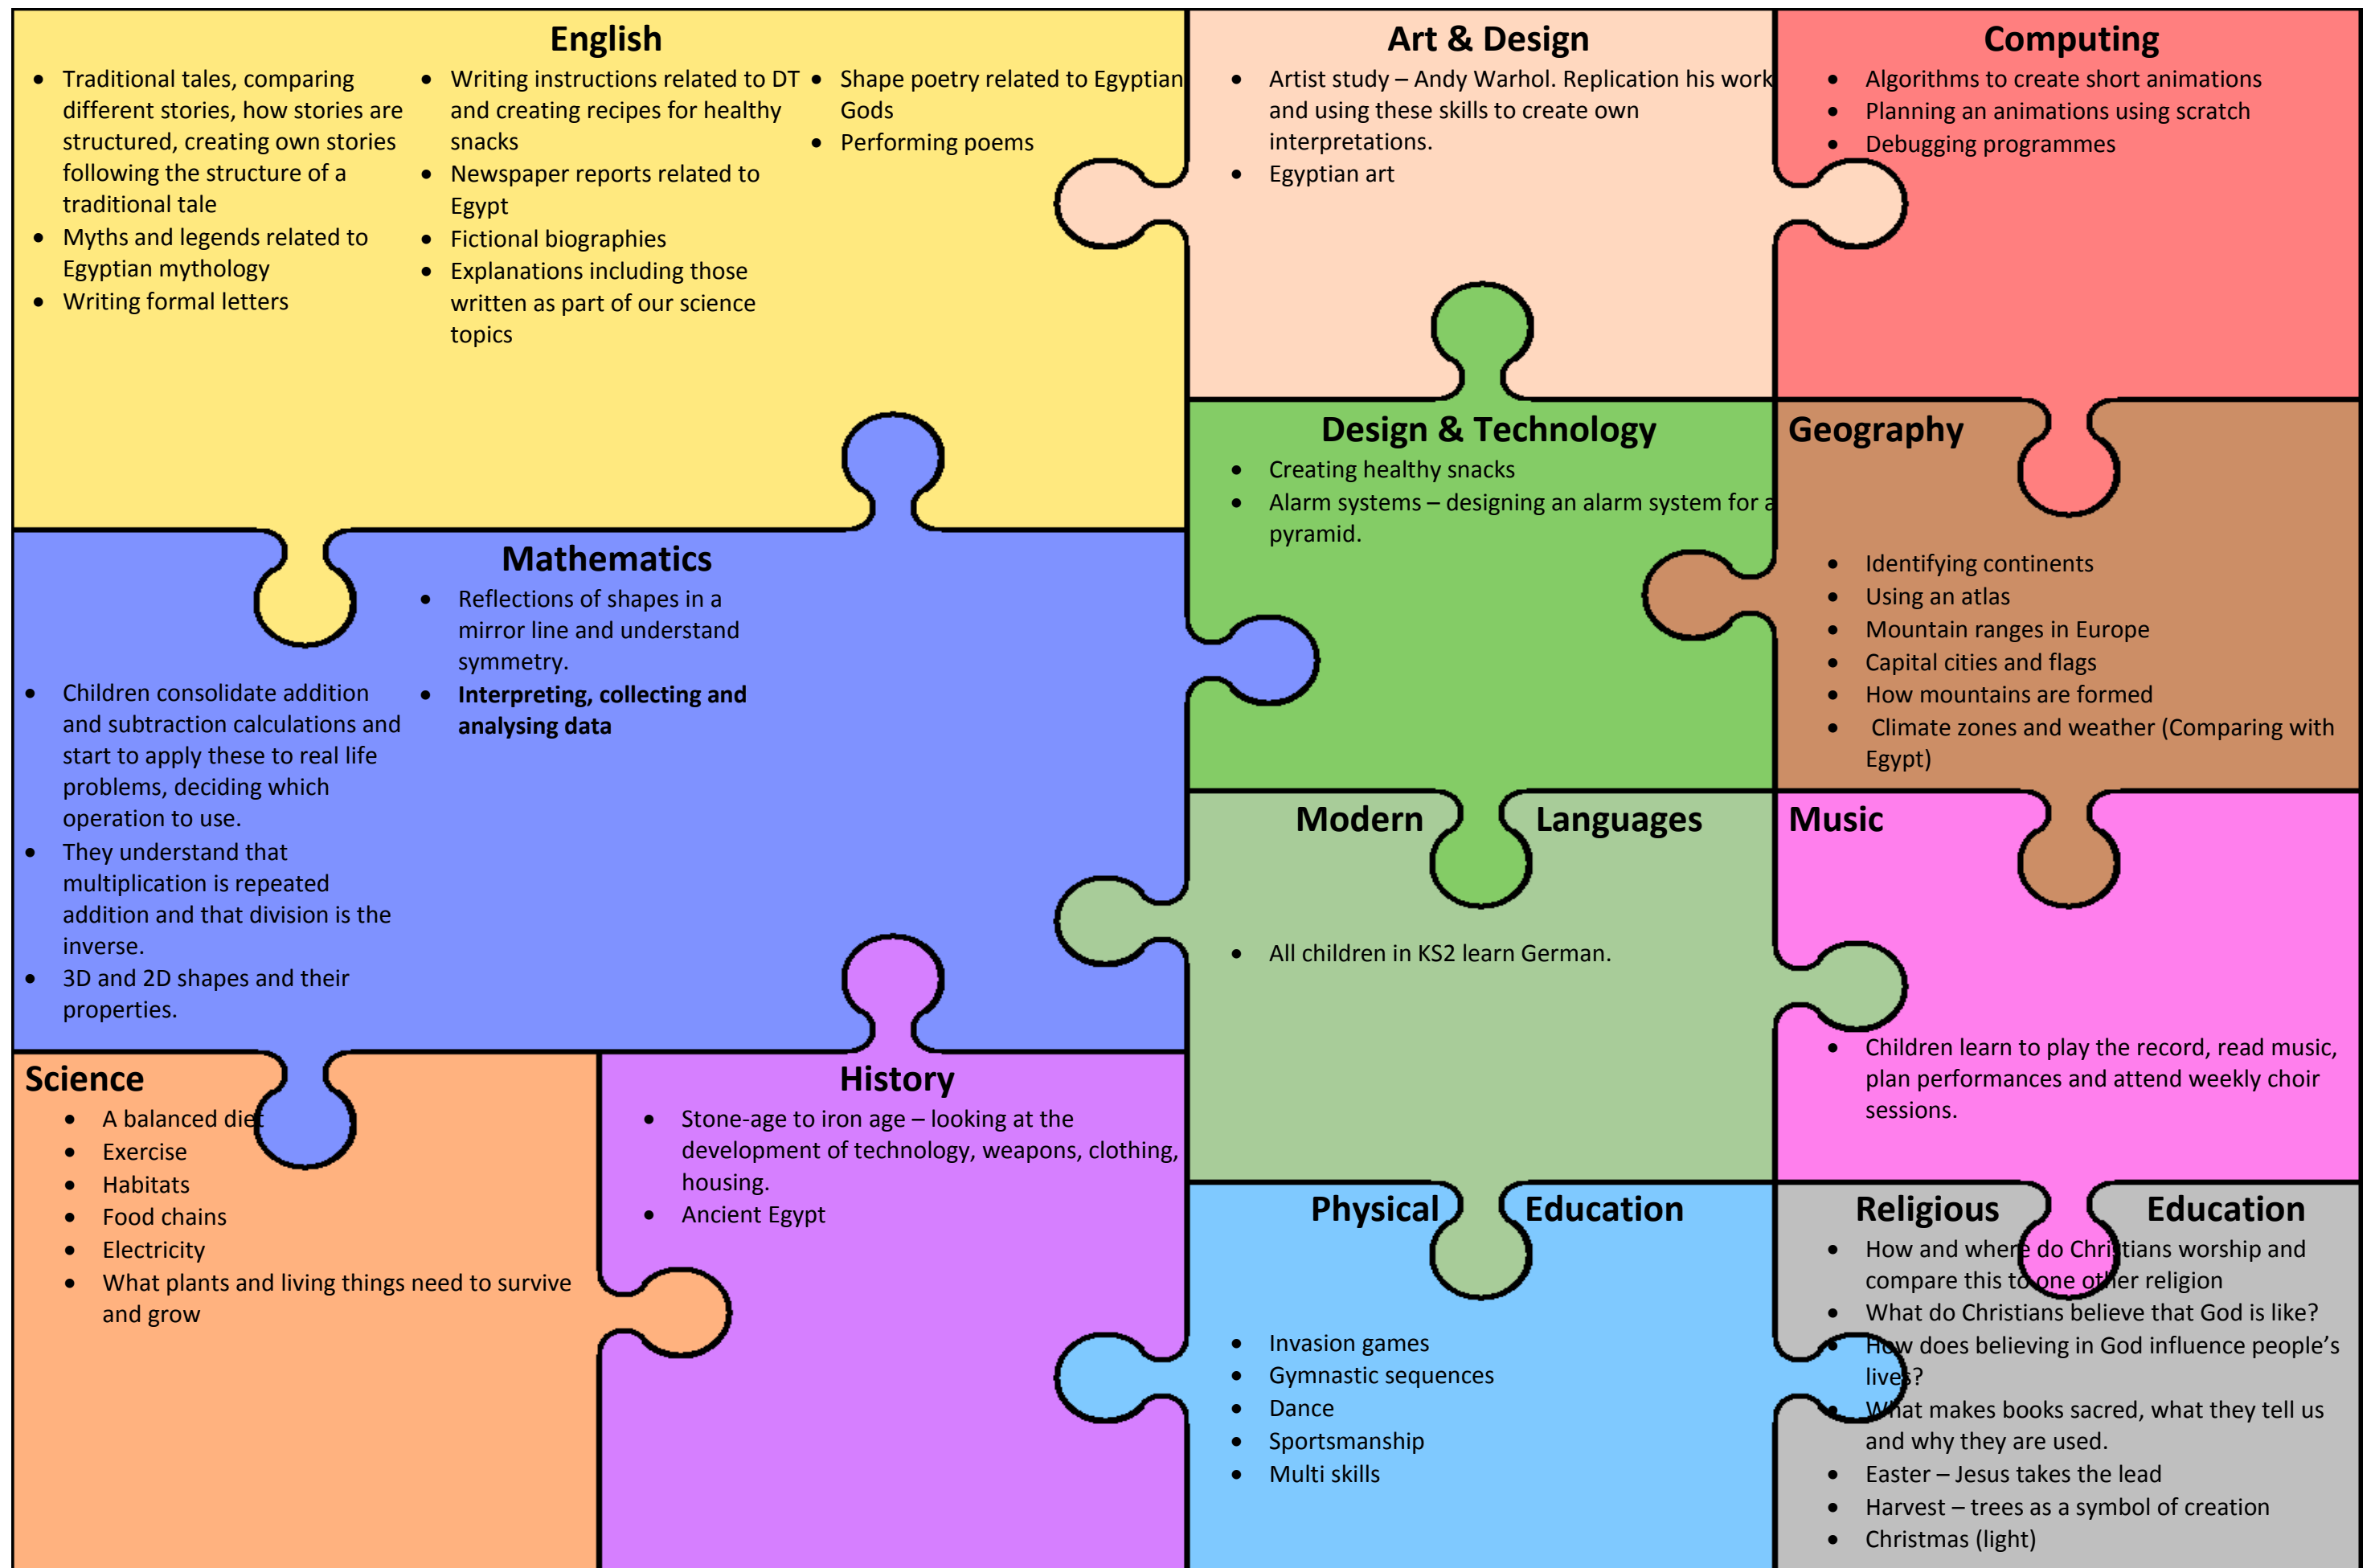 English
• Traditional tales, comparing
different stories, how stories are
structured, creating own stories
following the structure of a
traditional tale
• Myths and legends related to
Egyptian mythology
• Writing formal letters
• Writing instructions related to DT
and creating recipes for healthy
snacks
• Newspaper reports related to
Egypt
• Fictional biographies
• Explanations including those
written as part of our science
topics
• Shape poetry related to Egyptian
Gods
• Performing poems
Art & Design
• Artist study – Andy Warhol. Replication his work
and using these skills to create own
interpretations.
• Egyptian art
Computing
• Algorithms to create short animations
• Planning an animations using scratch
• Debugging programmes
Design & Technology
• Creating healthy snacks
• Alarm systems – designing an alarm system for a
pyramid.
Geography
• Identifying continents
• Using an atlas
• Mountain ranges in Europe
• Capital cities and flags
• How mountains are formed
• Climate zones and weather (Comparing with
Egypt)
Mathematics
• Children consolidate addition
and subtraction calculations and
start to apply these to real life
problems, deciding which
operation to use.
• They understand that
multiplication is repeated
addition and that division is the
inverse.
• 3D and 2D shapes and their
properties.
• Reflections of shapes in a
mirror line and understand
symmetry.
• Interpreting, collecting and
analysing data
Modern Languages
• All children in KS2 learn German.
Music
• Children learn to play the record, read music,
plan performances and attend weekly choir
sessions.
Science
• A balanced diet
• Exercise
• Habitats
• Food chains
• Electricity
• What plants and living things need to survive
and grow
History
• Stone-age to iron age – looking at the
development of technology, weapons, clothing,
housing.
• Ancient Egypt
Physical Education
• Invasion games
• Gymnastic sequences
• Dance
• Sportsmanship
• Multi skills
Religious Education
• How and where do Christians worship and
compare this to one other religion
• What do Christians believe that God is like?
• How does believing in God influence people’s
lives?
• What makes books sacred, what they tell us
and why they are used.
• Easter – Jesus takes the lead
• Harvest – trees as a symbol of creation
• Christmas (light)